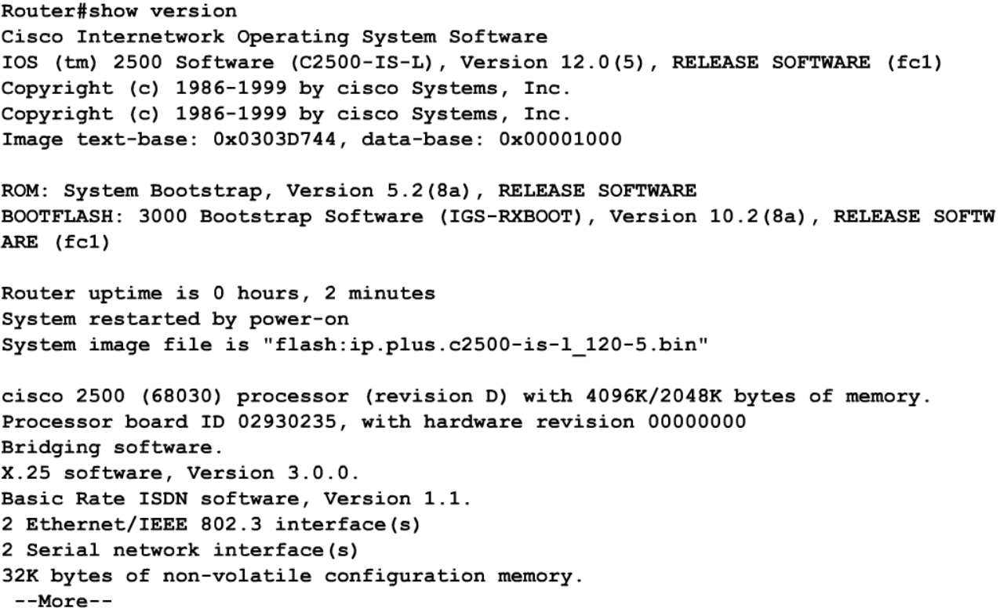 Router#show version
Cisco Internetwork Operating System Software
IOS (tm) 2500 Software (C2500-IS-L), Version 12.0(5), RELEASE SOFTWARE (fc1)
Copyright (c) 1986-1999 by cisco Systems, Inc.
Copyright (c) 1986-1999 by cisco Systems, Inc.
Image text-base: 0x0303D744, data-base: 0x00001000
ROM: System Bootstrap, Version 5.2(8a), RELEASE SOFTWARE
BOOTFLASH: 3000 Bootstrap Software (IGS-RXBOOT), Version 10.2(8a), RELEASE SOFTW
ARE (fc1)
Router uptime is 0 hours, 2 minutes
System restarted by power-on
System image file is "flash:ip.plus.c2500-is-l_120-5.bin"
cisco 2500 (68030) processor (revision D) with 4096K/2048K bytes of memory.
Processor board ID 02930235, with hardware revision 00000000
Bridging software.
X.25 software, Version 3.0.0.
Basic Rate ISDN software, Version 1.1.
2 Ethernet/IEEE 802.3 interface(s)
2 Serial network interface(s)
32K bytes of non-volatile configuration memory.
--More--